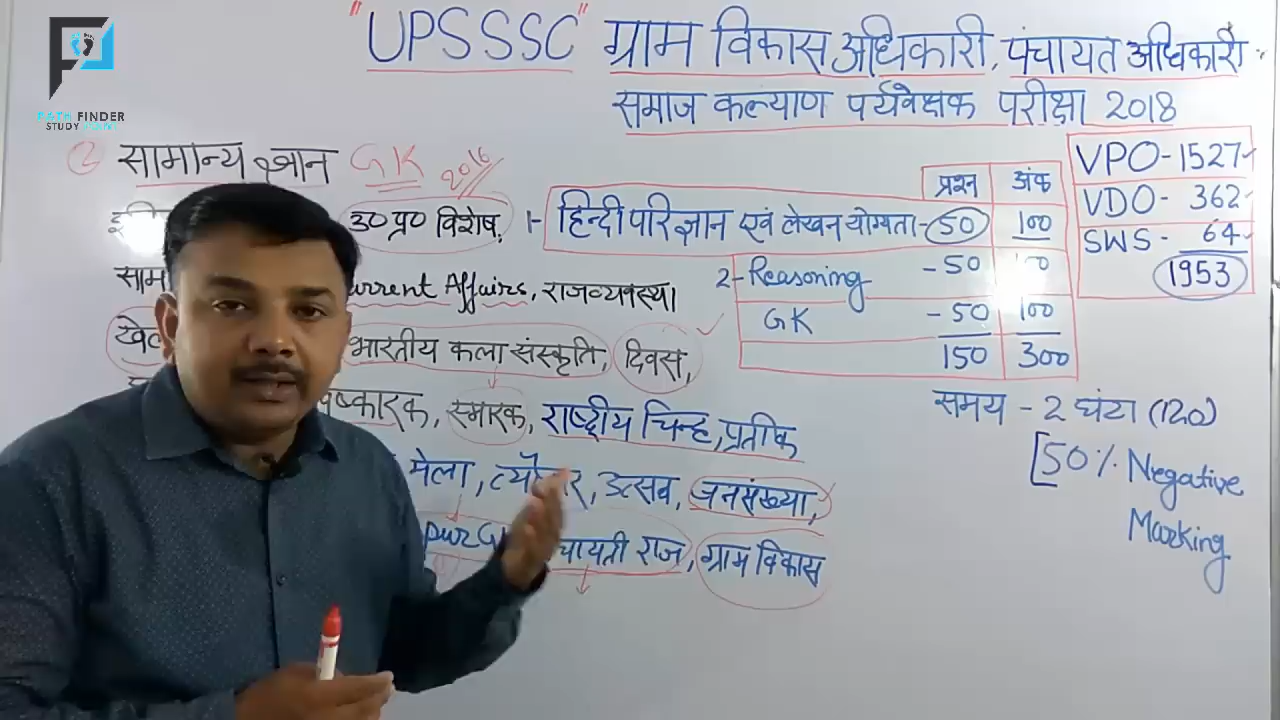 PATH FINDER
STUDY
"UPSSSC" ग्राम विकास अधिकारी, पंचायत अधिकारी
समाज कल्याण पर्यवेक्षक परीक्षा 2018
② सामान्य ज्ञान GK 2016
उ०प्र० विशेष,
Current Affairs, राजव्यवस्था
भारतीय कला संस्कृति, दिवस,
स्मारक, राष्ट्रीय चिन्ह, प्रतीक
मेला, त्यौहार, उत्सव, जनसंख्या,
राज, ग्राम विकास
प्रश्न अंक
1- हिन्दी परिज्ञान एवं लेखन योग्यता - 50 100
2- Reasoning - 50
GK - 50 100
150 300
VPO - 1527
VDO - 362
SWS - 64
1953
समय - 2 घंटा (120)
[50% Negative
Marking